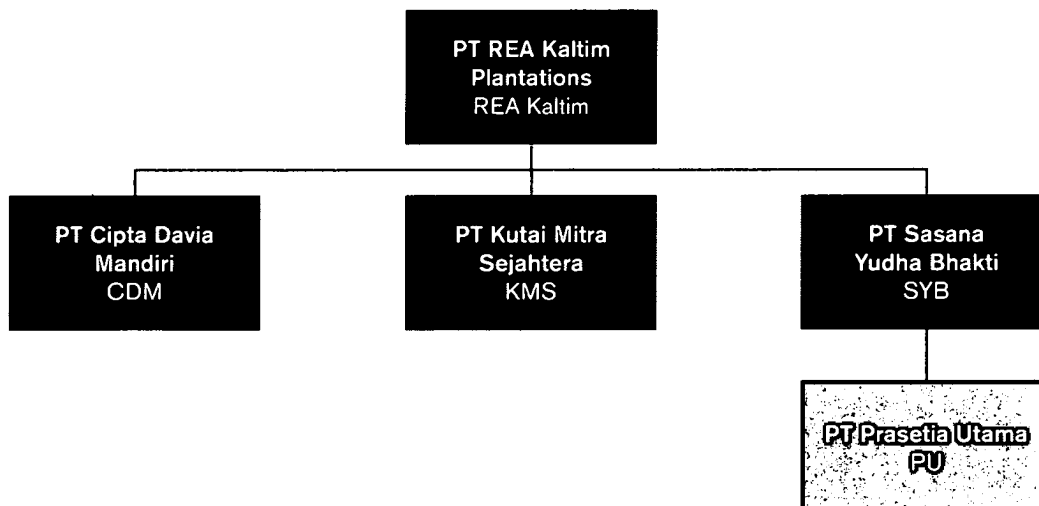 PT REA Kaltim
Plantations
REA Kaltim
PT Cipta Davia
Mandiri
CDM
PT Kutai Mitra
Sejahtera
KMS
PT Sasana
Yudha Bhakti
SYB
PT Prasetia Utama
PU